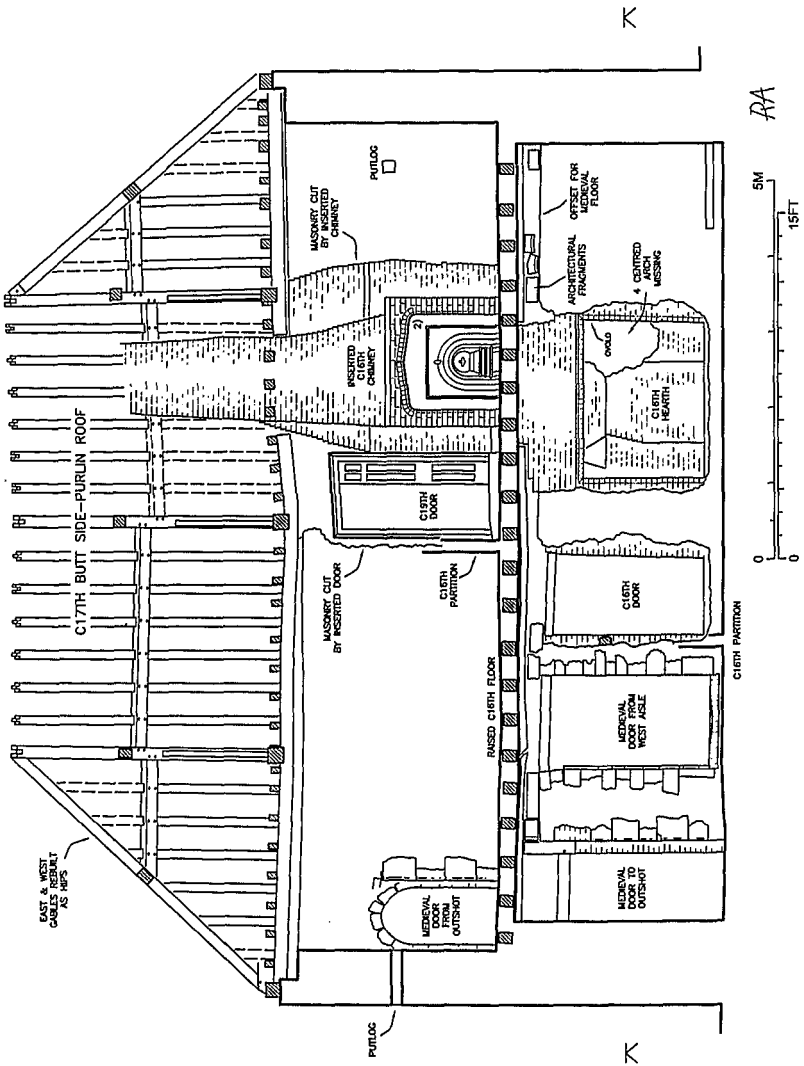 K
K
RA
C17TH BUTT SIDE-PURLIN ROOF
EAST & WEST
GABLES REBUILT
AS HIPS
MASONRY CUT
BY INSERTED
CHIMNEY
PUTLOG
INSERTED
C16TH
CHIMNEY
2)
C19TH
DOOR
MASONRY CUT
BY INSERTED DOOR
C16TH
PARTITION
MEDIEVAL
DOOR
FROM
OUTSHOT
PUTLOG
RAISED C16TH FLOOR
OFFSET FOR
MEDIEVAL
FLOOR
ARCHITECTURAL
FRAGMENTS
4 CENTRED
ARCH
MISSING
OVOLO
C16TH
HEARTH
C16TH
DOOR
C16TH PARTITION
MEDIEVAL
DOOR FROM
WEST AISLE
MEDIEVAL
DOOR TO
OUTSHOT
0
5M
0
15FT